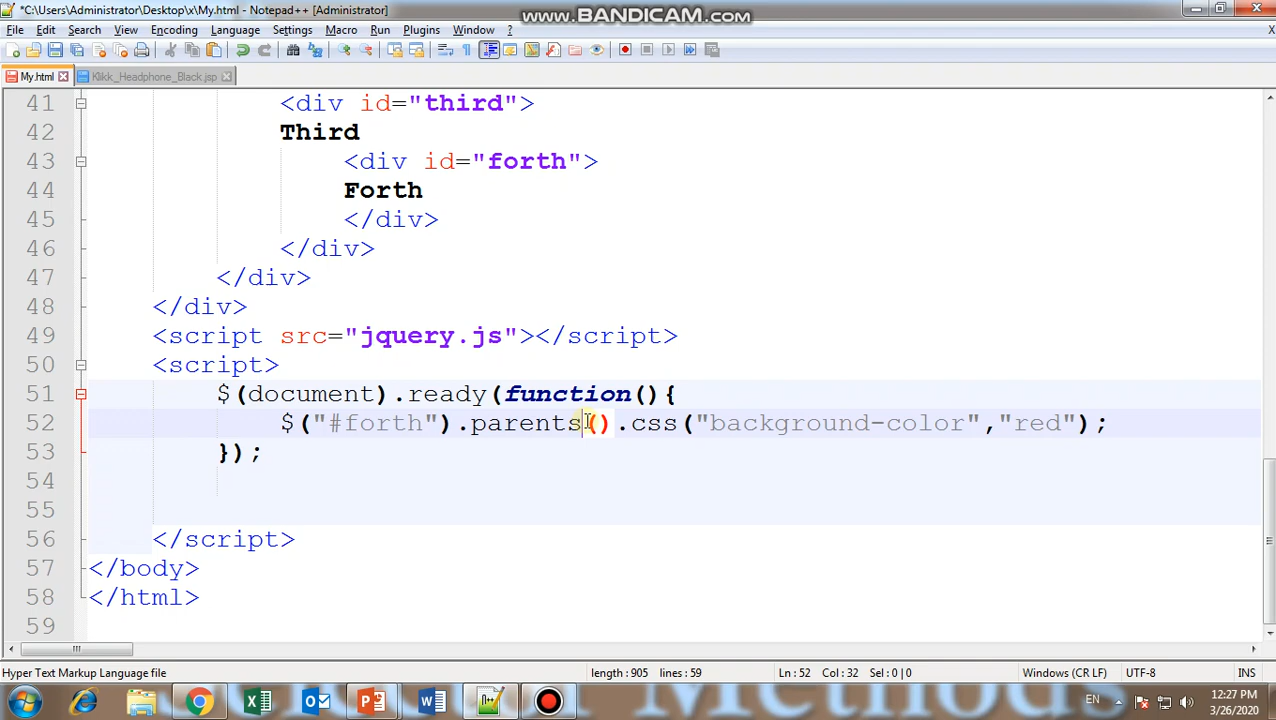 *C:\Users\Administrator\Desktop\x\My.html - Notepad++ [Administrator]
www.BANDICAM.com
File Edit Search View Encoding Language Settings Macro Run Plugins Window ? X
My.html Klikk_Headphone_Black.jsp
41 <div id="third">
42 Third
43 <div id="forth">
44 Forth
45 </div>
46 </div>
47 </div>
48 </div>
49 <script src="jquery.js"></script>
50 <script>
51 $(document).ready(function(){
52 $("#forth").parents().css("background-color","red");
53 });
54
55
56 </script>
57 </body>
58 </html>
59
Hyper Text Markup Language file length : 905 lines : 59 Ln : 52 Col : 32 Sel : 0 | 0 Windows (CR LF) UTF-8 INS
EN 12:27 PM
3/26/2020